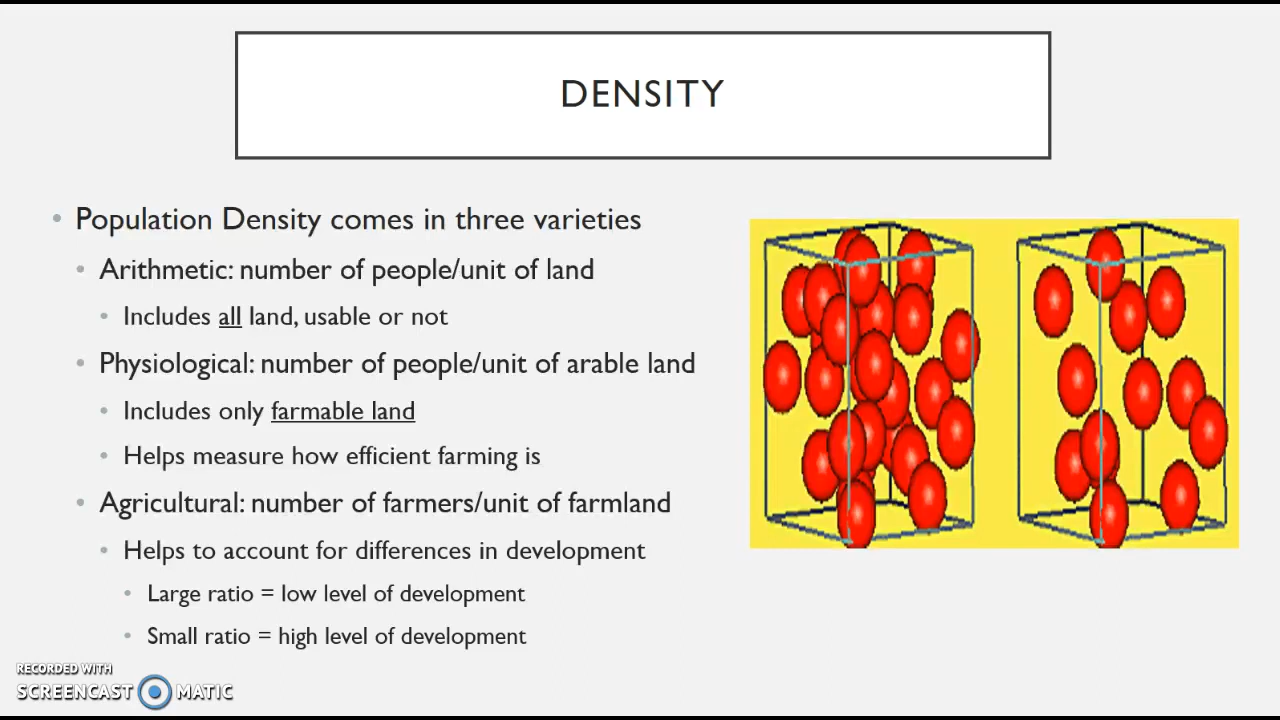 DENSITY
• Population Density comes in three varieties
• Arithmetic: number of people/unit of land
• Includes all land, usable or not
• Physiological: number of people/unit of arable land
• Includes only farmable land
• Helps measure how efficient farming is
• Agricultural: number of farmers/unit of farmland
• Helps to account for differences in development
• Large ratio = low level of development
• Small ratio = high level of development
RECORDED WITH
SCREENCAST MATIC